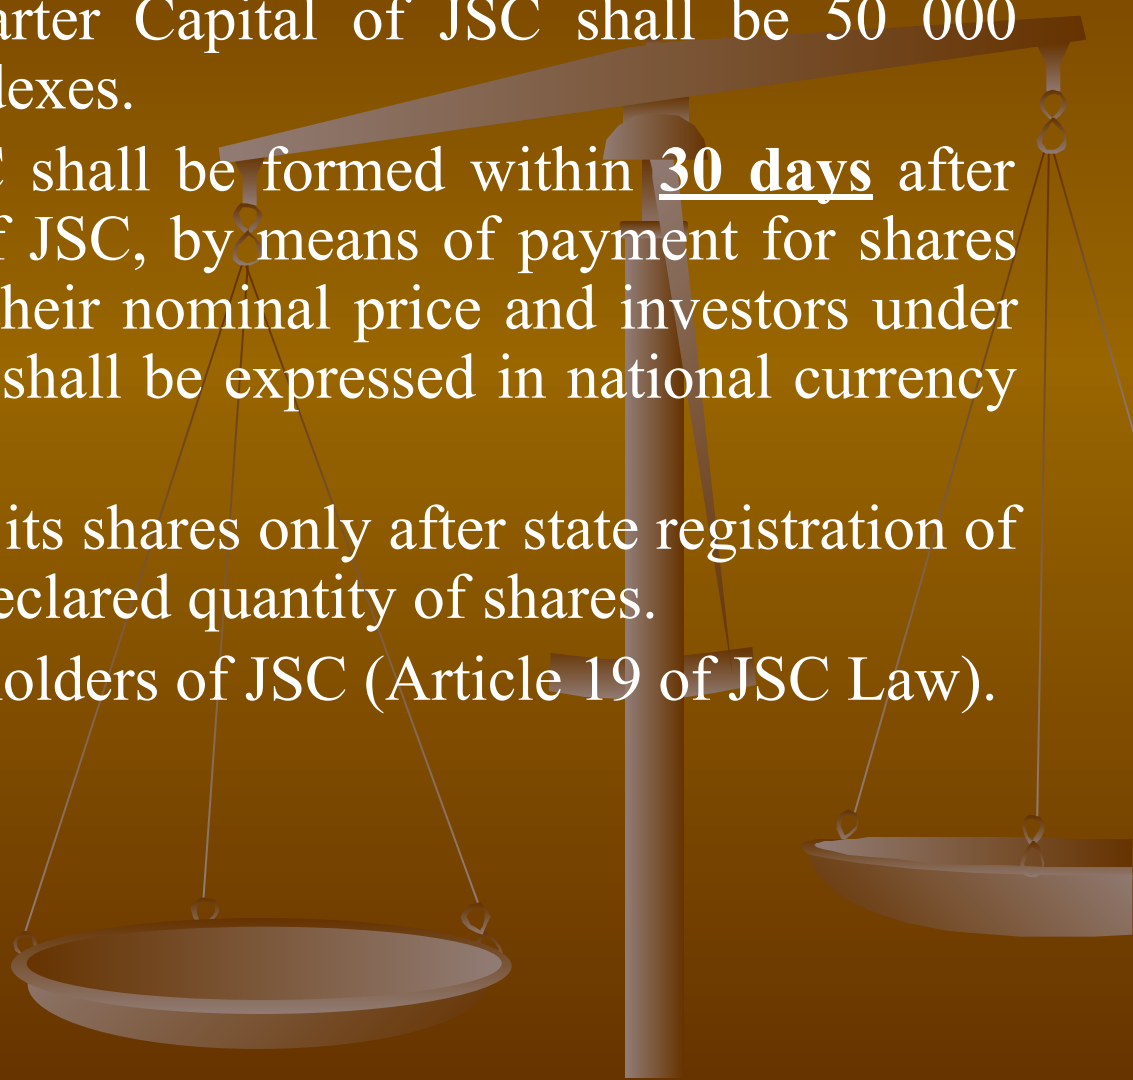 arter Capital of JSC shall be 50 000
dexes.
C shall be formed within 30 days after
f JSC, by means of payment for shares
heir nominal price and investors under
shall be expressed in national currency
its shares only after state registration of
eclared quantity of shares.
olders of JSC (Article 19 of JSC Law).